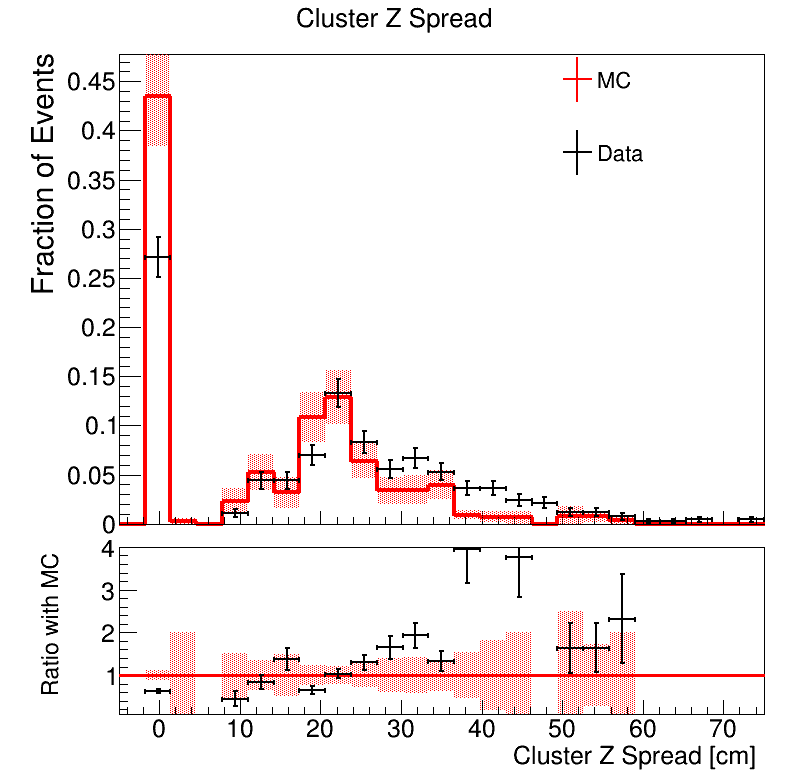 Cluster Z Spread
Fraction of Events
0.45
0.4
0.35
0.3
0.25
0.2
0.15
0.1
0.05
0
MC
Data
Ratio with MC
4
3
2
1
0 10 20 30 40 50 60 70
Cluster Z Spread [cm]